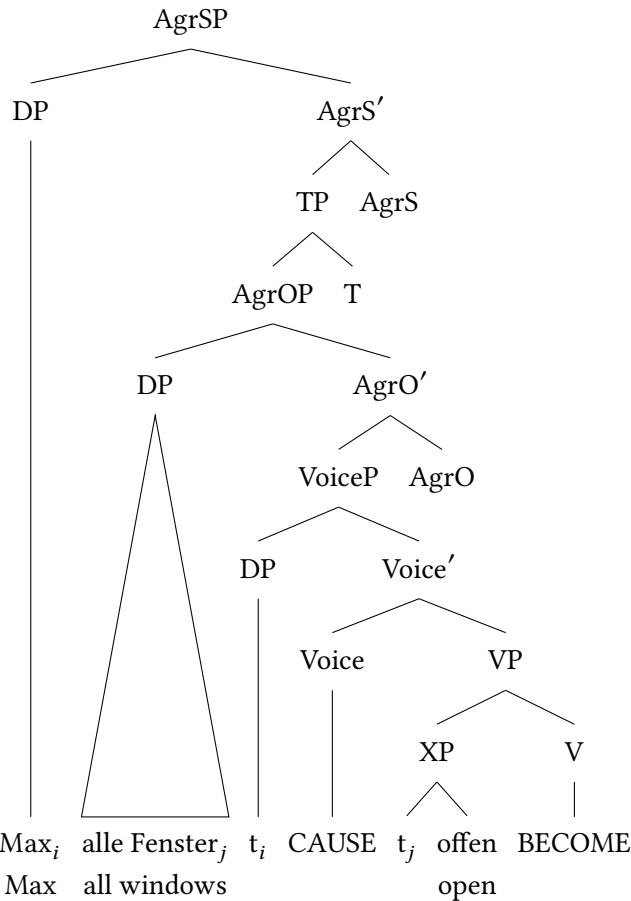 AgrSP
DP AgrS′
TP AgrS
AgrOP T
DP AgrO′
VoiceP AgrO
DP Voice′
Voice VP
XP V
Maxᵢ alle Fensterⱼ tᵢ CAUSE tⱼ offen BECOME
Max all windows open